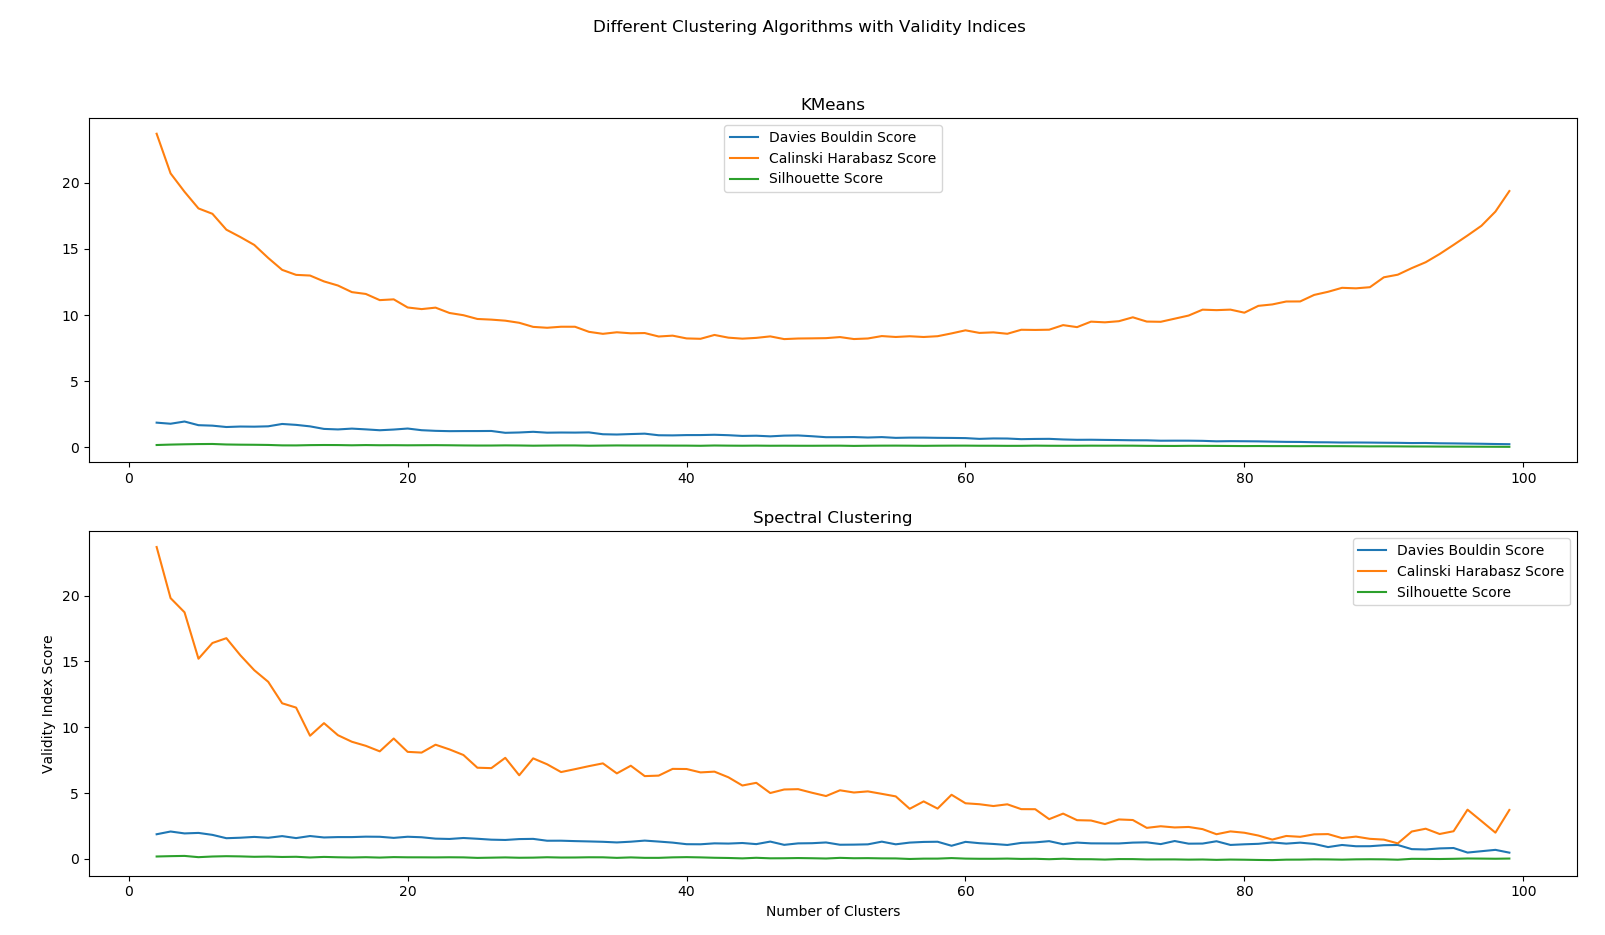 Different Clustering Algorithms with Validity Indices
KMeans
Davies Bouldin Score
Calinski Harabasz Score
Silhouette Score
20
15
10
5
0
0 20 40 60 80 100
Spectral Clustering
Davies Bouldin Score
Calinski Harabasz Score
Silhouette Score
Validity Index Score
20
15
10
5
0
0 20 40 60 80 100
Number of Clusters